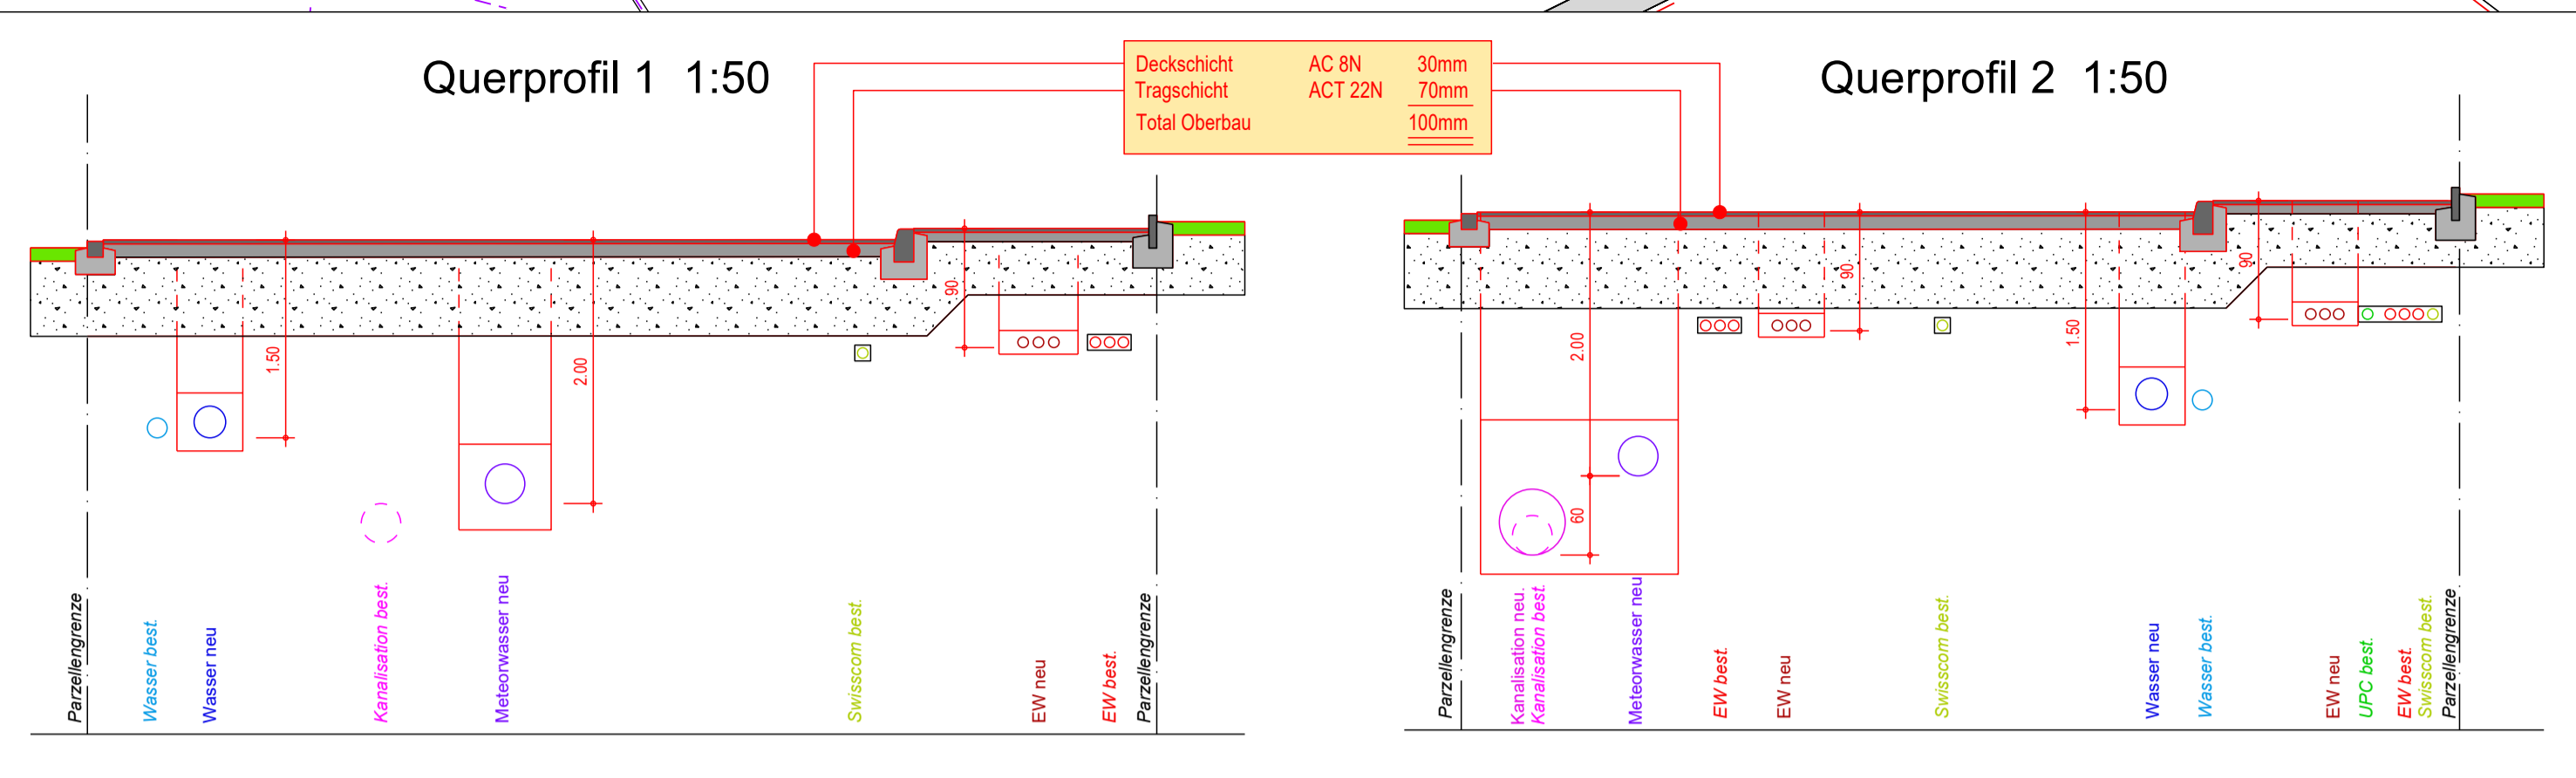 Querprofil 1 1:50
Deckschicht AC 8N 30mm
Tragschicht ACT 22N 70mm
Total Oberbau 100mm
Querprofil 2 1:50
1.50
2.00
90
2.00
60
90
1.50
90
Parzellengrenze
Wasser best.
Wasser neu
Kanalisation best.
Meteorwasser neu
Swisscom best.
EW neu
EW best.
Parzellengrenze
Parzellengrenze
Kanalisation neu.
Kanalisation best.
Meteorwasser neu
EW best.
EW neu
Swisscom best.
Wasser neu
Wasser best.
EW neu
UPC best.
EW best.
Swisscom best.
Parzellengrenze